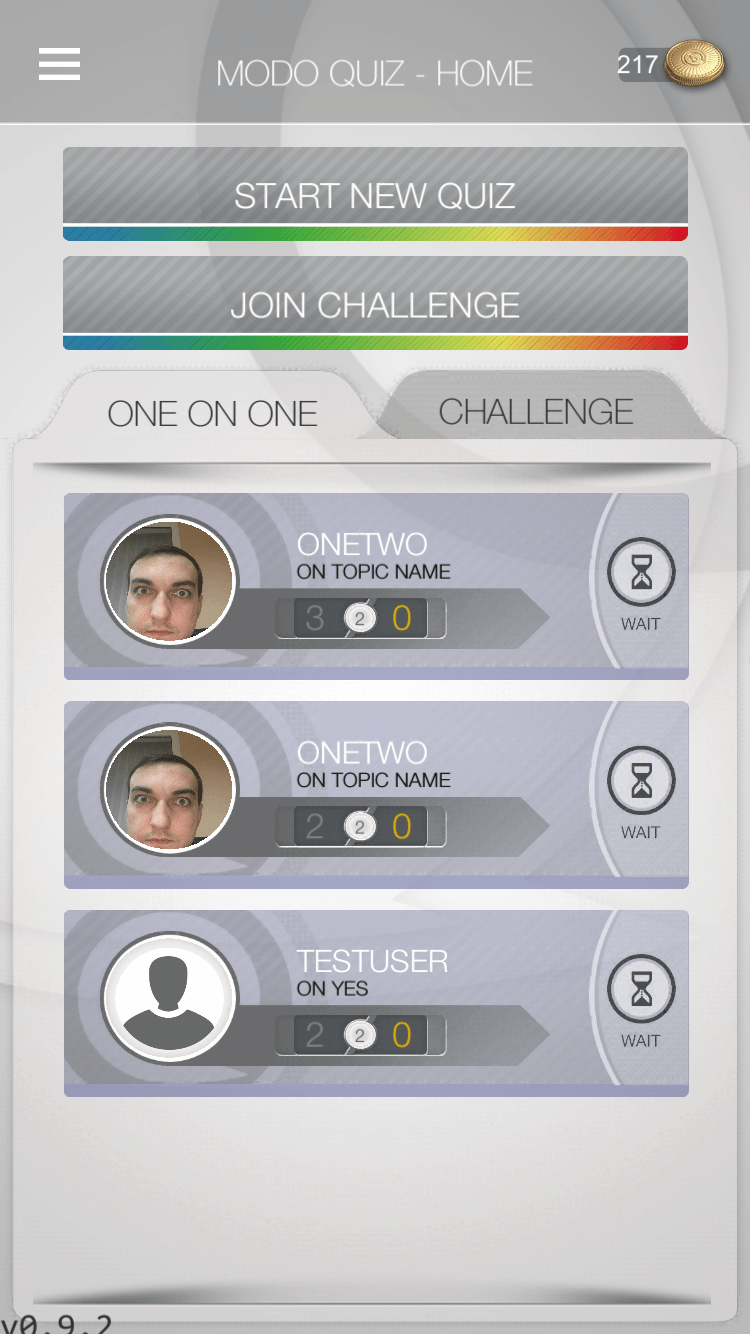 MODO QUIZ - HOME
217
START NEW QUIZ
JOIN CHALLENGE
ONE ON ONE
CHALLENGE
ONETWO
ON TOPIC NAME
3 2 0
WAIT
ONETWO
ON TOPIC NAME
2 2 0
WAIT
TESTUSER
ON YES
2 2 0
WAIT
v0.9.2